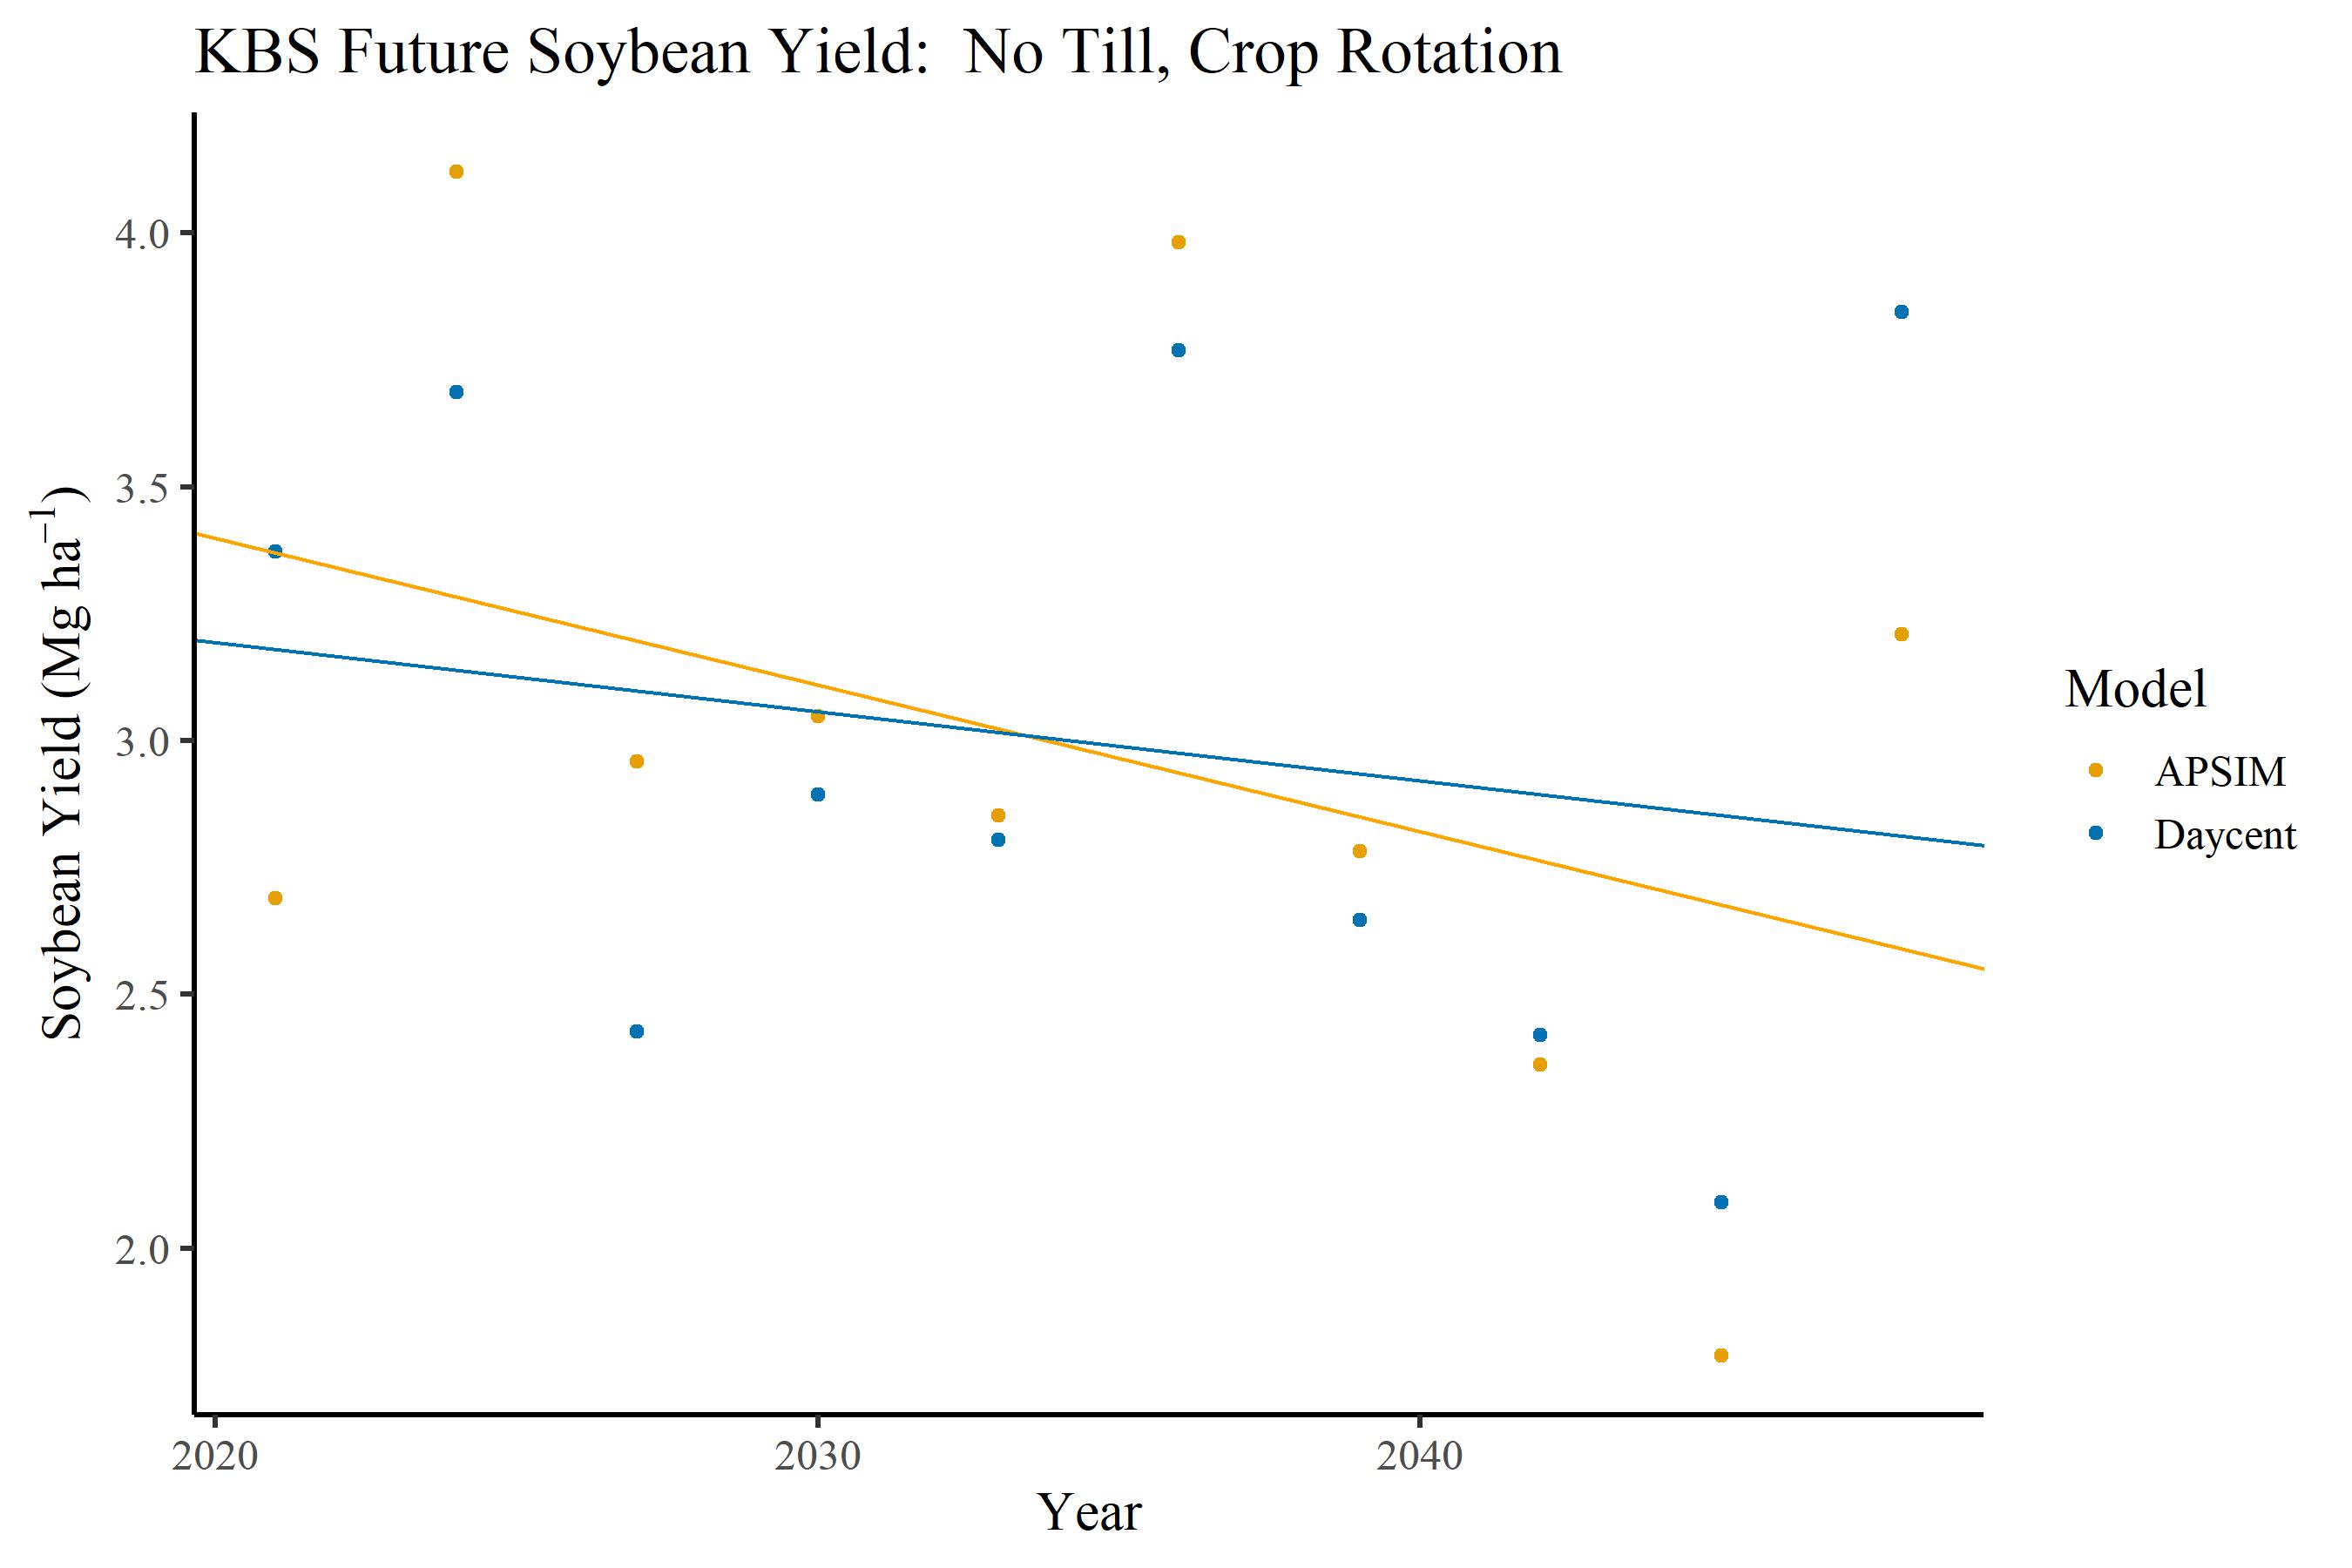 KBS Future Soybean Yield:  No Till, Crop Rotation
Soybean Yield (Mg ha⁻¹)
4.0
3.5
3.0
2.5
2.0
2020
2030
2040
Year
Model
APSIM
Daycent